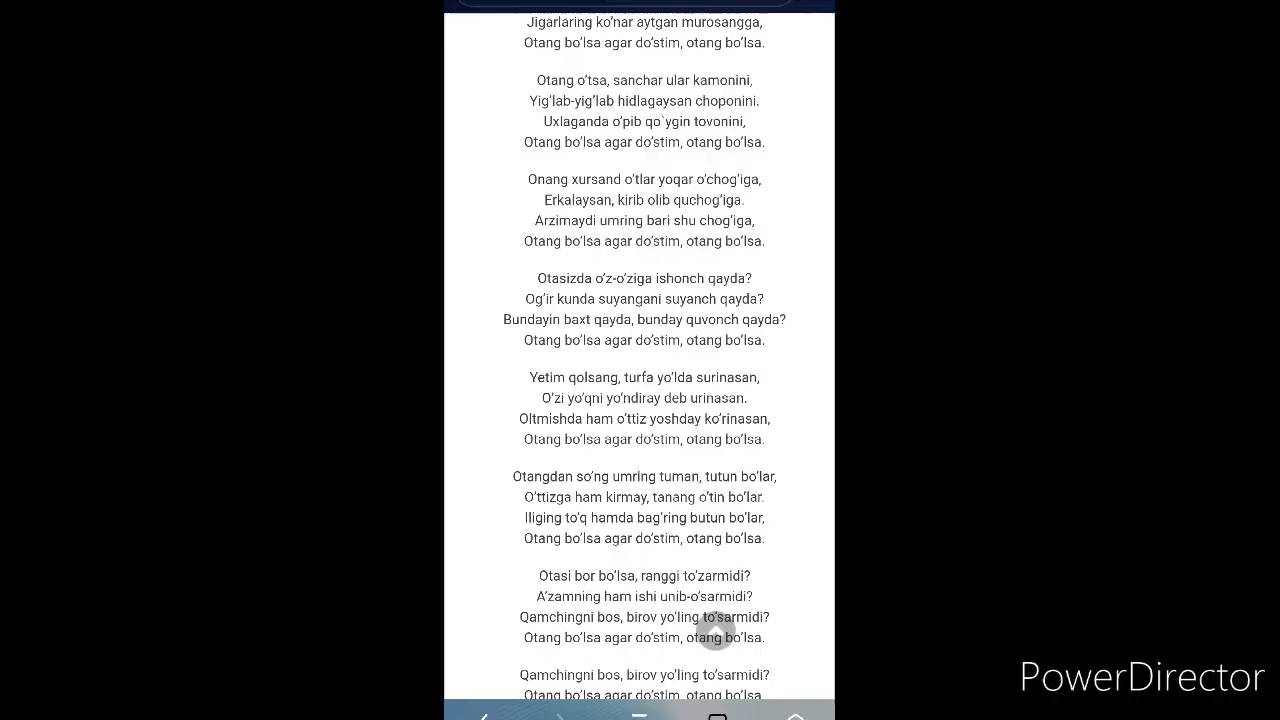 Jigarlaring ko'nar aytgan murosangga,
Otang bo'lsa agar do'stim, otang bo'lsa.
Otang o'tsa, sanchar ular kamonini,
Yig'lab-yig'lab hidlagaysan choponini.
Uxlaganda o'pib qo`ygin tovonini,
Otang bo'lsa agar do'stim, otang bo'lsa.
Onang xursand o'tlar yoqar o'chog'iga,
Erkalaysan, kirib olib quchog'iga.
Arzimaydi umring bari shu chog'iga,
Otang bo'lsa agar do'stim, otang bo'lsa.
Otasizda o'z-o'ziga ishonch qayda?
Og'ir kunda suyangani suyanch qayda?
Bundayin baxt qayda, bunday quvonch qayda?
Otang bo'lsa agar do'stim, otang bo'lsa.
Yetim qolsang, turfa yo'lda surinasan,
O'zi yo'qni yo'ndiray deb urinasan.
Oltmishda ham o'ttiz yoshday ko'rinasan,
Otang bo'lsa agar do'stim, otang bo'lsa.
Otangdan so'ng umring tuman, tutun bo'lar,
O'ttizga ham kirmay, tanang o'tin bo'lar.
Iliging to'q hamda bag'ring butun bo'lar,
Otang bo'lsa agar do'stim, otang bo'lsa.
Otasi bor bo'lsa, ranggi to'zarmidi?
A'zamning ham ishi unib-o'sarmidi?
Qamchingni bos, birov yo'ling to'sarmidi?
Otang bo'lsa agar do'stim, otang bo'lsa.
Qamchingni bos, birov yo'ling to'sarmidi?
Otang bo'lsa agar do'stim, otang bo'lsa
PowerDirector